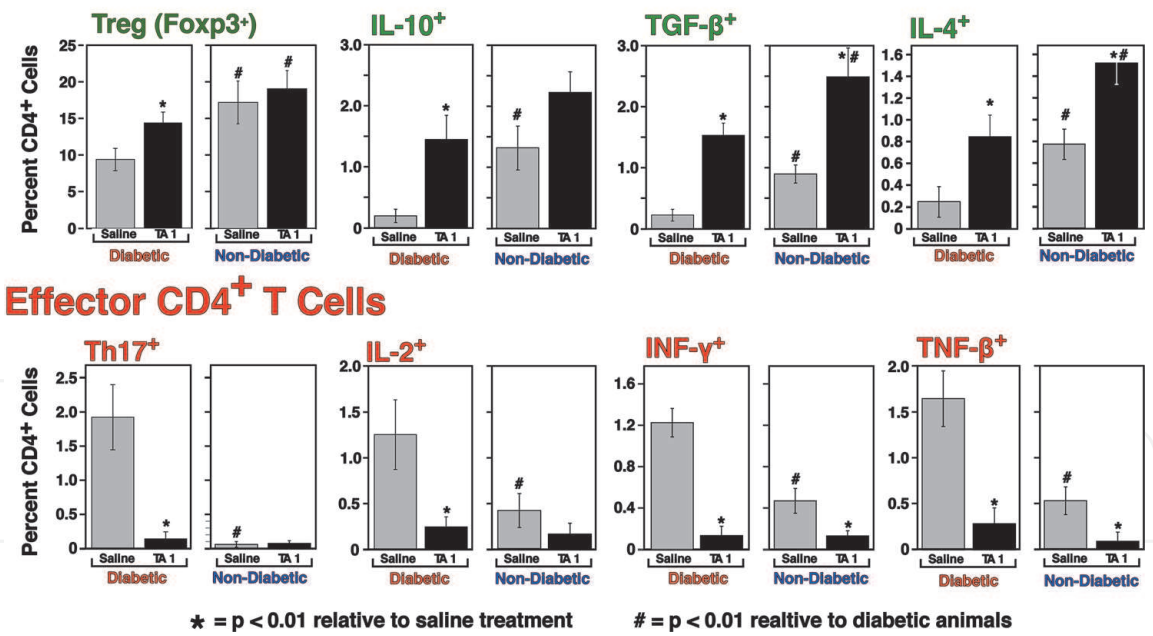 Treg (Foxp3+) IL-10+ TGF-β+ IL-4+
Percent CD4+ Cells
25 20 15 10 5 0
3.0 2.0 1.0 0
3.0 2.0 1.0 0
1.6 1.4 1.2 1.0 0.8 0.6 0.4 0.2 0
* # #
* #
* # *#
* # *#
Saline TA 1 Saline TA 1 Saline TA 1 Saline TA 1 Saline TA 1 Saline TA 1 Saline TA 1 Saline TA 1
Diabetic Non-Diabetic Diabetic Non-Diabetic Diabetic Non-Diabetic Diabetic Non-Diabetic
Effector CD4+ T Cells
Th17+ IL-2+ INF-γ+ TNF-β+
Percent CD4+ Cells
2.5 2.0 1.5 1.0 0.5 0
2.0 1.5 1.0 0.5 0
1.6 1.2 0.8 0.4 0
2.0 1.5 1.0 0.5 0
* #
* #
* # *
* # *
Saline TA 1 Saline TA 1 Saline TA 1 Saline TA 1 Saline TA 1 Saline TA 1 Saline TA 1 Saline TA 1
Diabetic Non-Diabetic Diabetic Non-Diabetic Diabetic Non-Diabetic Diabetic Non-Diabetic
* = p < 0.01 relative to saline treatment # = p < 0.01 realtive to diabetic animals